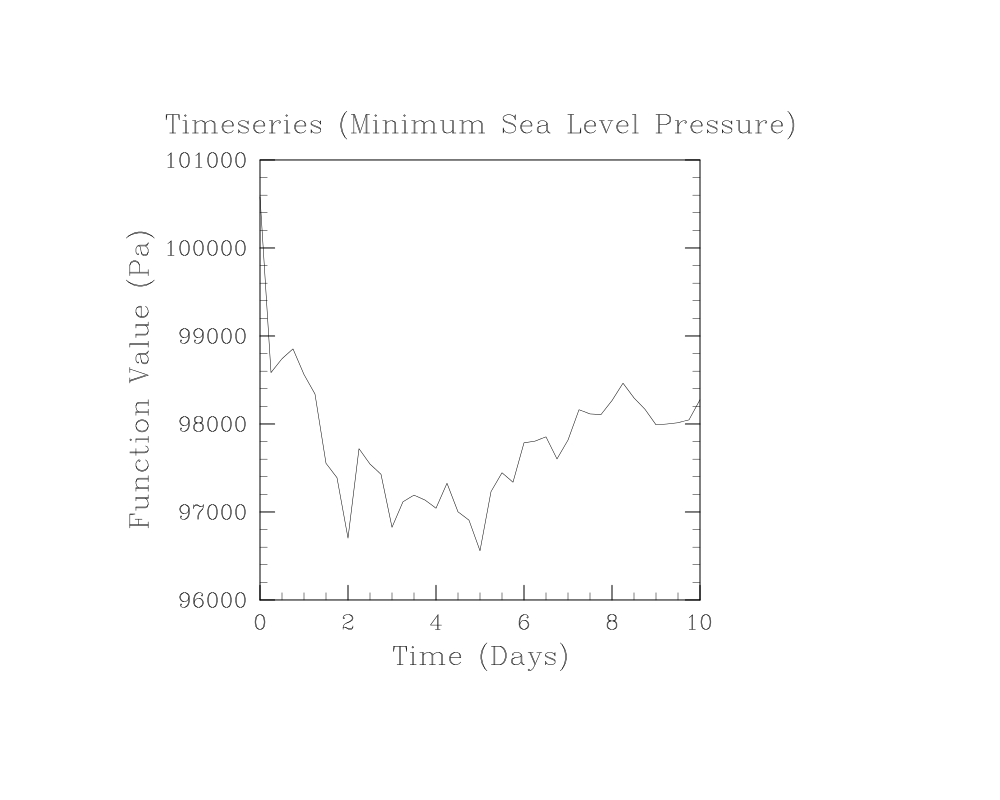 Timeseries (Minimum Sea Level Pressure)
101000
100000
99000
98000
97000
96000
Function Value (Pa)
0 2 4 6 8 10
Time (Days)